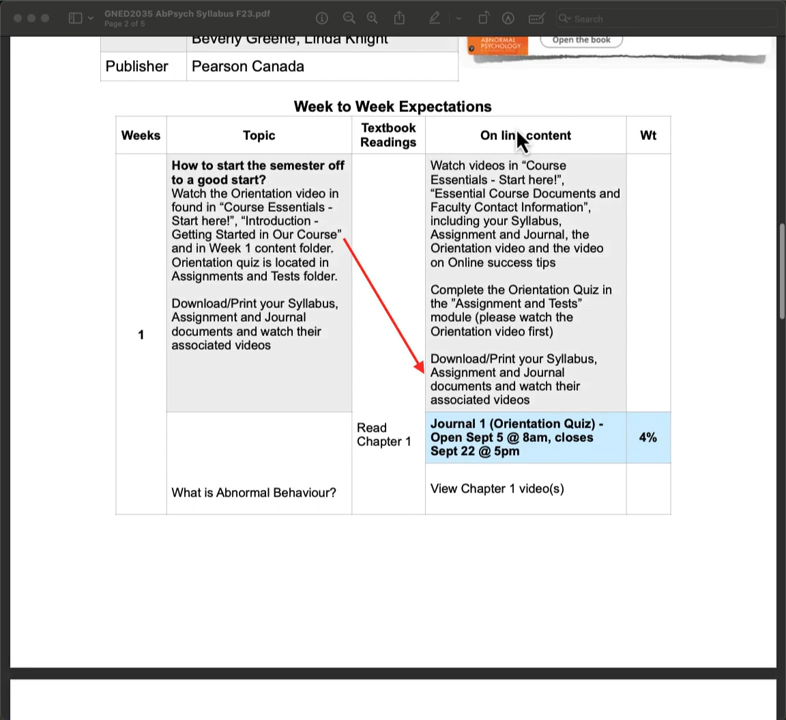 GNED2035 AbPsych Syllabus F23.pdf
Page 2 of 5
Search
Beverly Greene, Linda Knight
ABNORMAL
PSYCHOLOGY
Open the book
Publisher
Pearson Canada
Week to Week Expectations
Weeks
Topic
Textbook
Readings
On line content
Wt
1
How to start the semester off
to a good start?
Watch the Orientation video in
found in “Course Essentials -
Start here!”, “Introduction -
Getting Started in Our Course”
and in Week 1 content folder.
Orientation quiz is located in
Assignments and Tests folder.
Download/Print your Syllabus,
Assignment and Journal
documents and watch their
associated videos
Watch videos in “Course
Essentials - Start here!”,
“Essential Course Documents and
Faculty Contact Information”,
including your Syllabus,
Assignment and Journal, the
Orientation video and the video
on Online success tips
Complete the Orientation Quiz in
the "Assignment and Tests”
module (please watch the
Orientation video first)
Download/Print your Syllabus,
Assignment and Journal
documents and watch their
associated videos
Read
Chapter 1
Journal 1 (Orientation Quiz) -
Open Sept 5 @ 8am, closes
Sept 22 @ 5pm
4%
What is Abnormal Behaviour?
View Chapter 1 video(s)